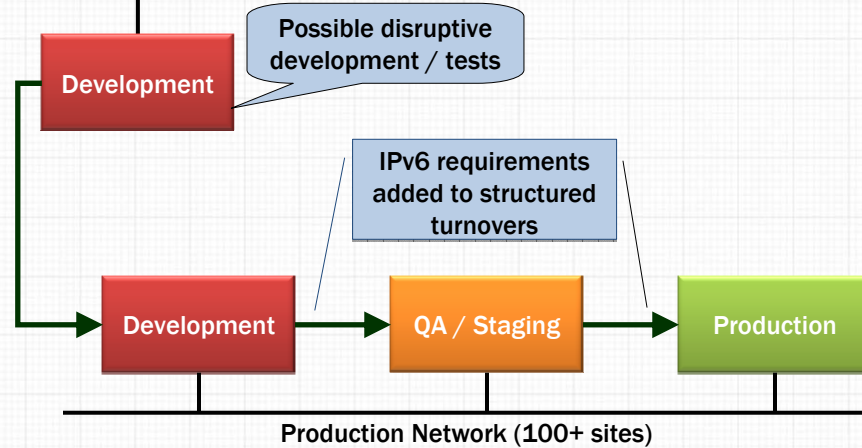 Possible disruptive
development / tests
Development
IPv6 requirements
added to structured
turnovers
Development
QA / Staging
Production
Production Network (100+ sites)